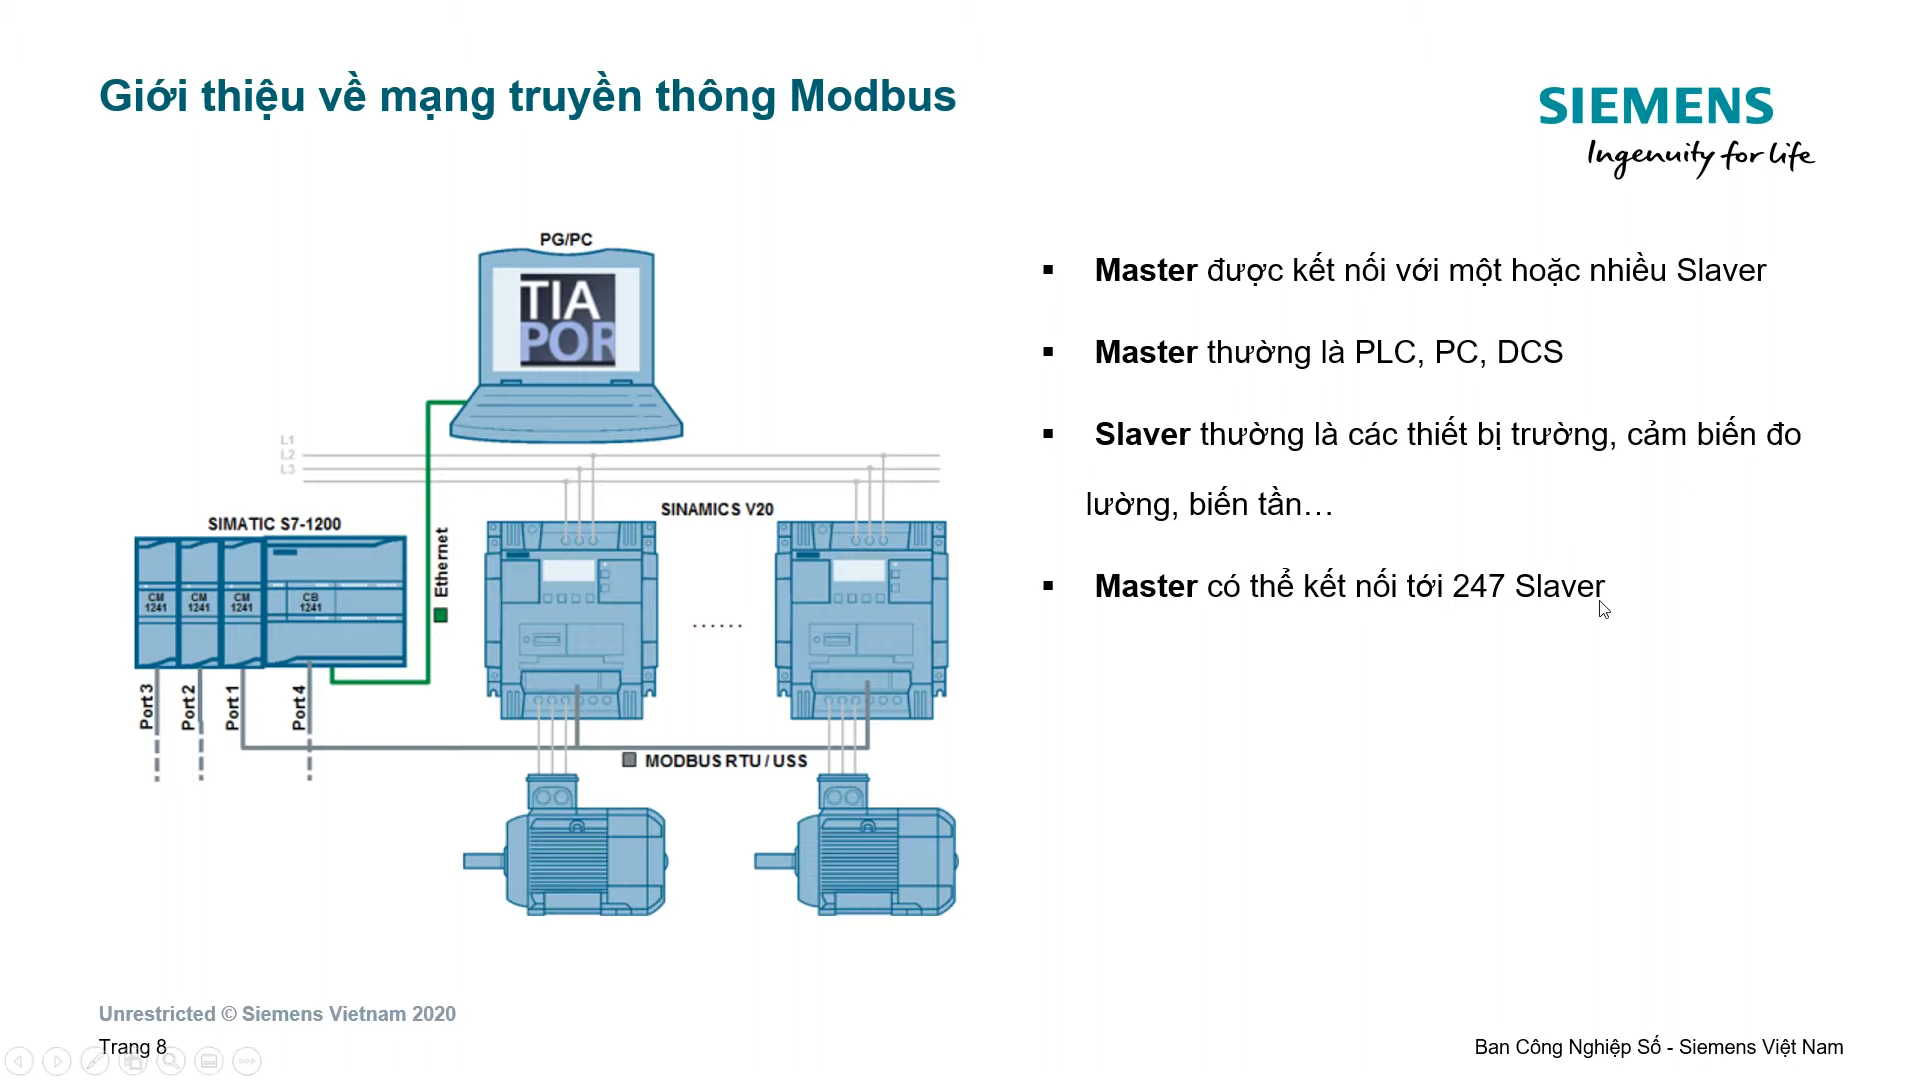 Giới thiệu về mạng truyền thông Modbus
SIEMENS
Ingenuity for life
PG/PC
TIA
POR
L1
L2
L3
SIMATIC S7-1200
Ethernet
SINAMICS V20
CM
1241
CM
1241
CM
1241
CB
1241
......
Port 3
Port 2
Port 1
Port 4
MODBUS RTU / USS
▪ Master được kết nối với một hoặc nhiều Slaver
▪ Master thường là PLC, PC, DCS
▪ Slaver thường là các thiết bị trường, cảm biến đo
lường, biến tần…
▪ Master có thể kết nối tới 247 Slaver
Unrestricted © Siemens Vietnam 2020
Trang 8
Ban Công Nghiệp Số - Siemens Việt Nam